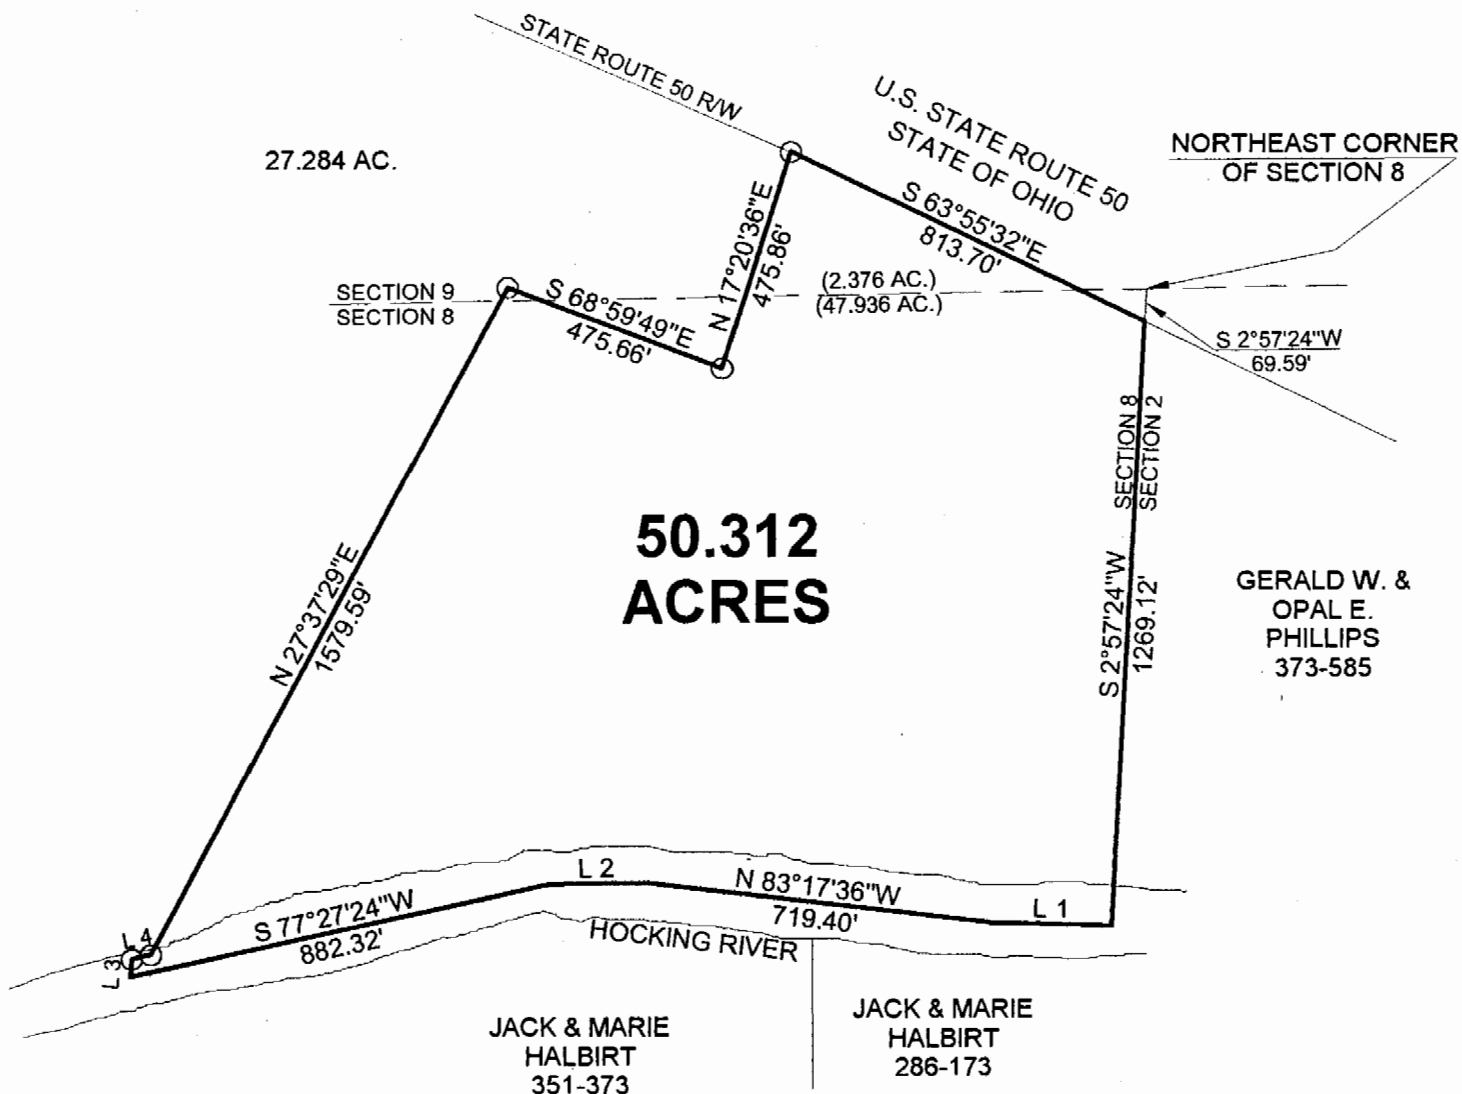 STATE ROUTE 50 R/W
U.S. STATE ROUTE 50
STATE OF OHIO
NORTHEAST CORNER
OF SECTION 8
27.284 AC.
S 63°55'32"E
813.70'
N 17°20'36"E
475.86'
(2.376 AC.)
(47.936 AC.)
SECTION 9
SECTION 8
S 68°59'49"E
475.66'
S 2°57'24"W
69.59'
SECTION 8
SECTION 2
50.312
ACRES
N 27°37'29"E
1579.59'
S 2°57'24"W
1269.12'
GERALD W. &
OPAL E.
PHILLIPS
373-585
L 2
N 83°17'36"W
719.40'
L 1
S 77°27'24"W
882.32'
L 4
L 3
HOCKING RIVER
JACK & MARIE
HALBIRT
351-373
JACK & MARIE
HALBIRT
286-173